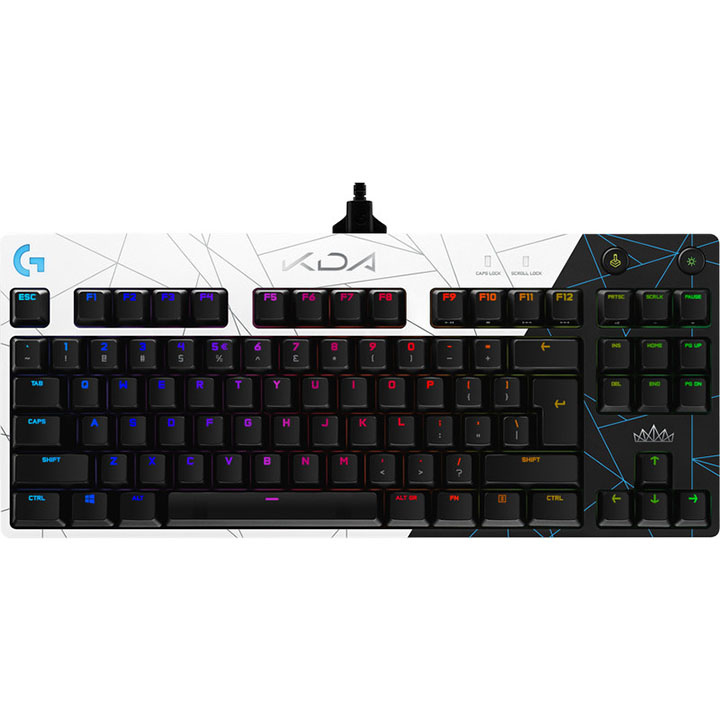 G KDA
CAPS LOCK SCROLL LOCK
ESC F1 F2 F3 F4 F5 F6 F7 F8 F9 F10 F11 F12 PRTSC SCRLK PAUSE
1 2 3 4 5 € 6 7 8 9 0 - = ← INS HOME PG UP
~ ! @ # $ % ^ & * ( ) _ +
TAB Q W E R T Y U I O P [ ] DEL END PG DN
{ }
CAPS A S D F G H J K L ; '
: "
SHIFT Z X C V B N M , . / SHIFT ↑
< > ?
CTRL ALT ALT GR FN CTRL ← ↓ →